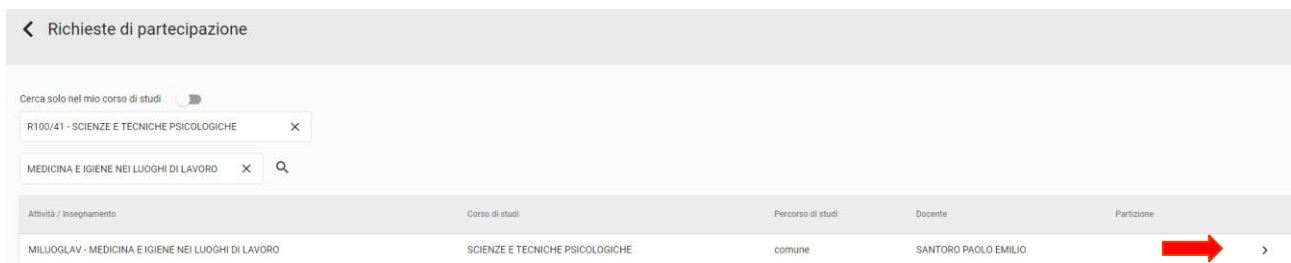 Richieste di partecipazione
Cerca solo nel mio corso di studi
R100/41 - SCIENZE E TECNICHE PSICOLOGICHE
MEDICINA E IGIENE NEI LUOGHI DI LAVORO
Attività / Insegnamento Corso di studi Percorso di studi Docente Partizione
MILUOGLAV - MEDICINA E IGIENE NEI LUOGHI DI LAVORO SCIENZE E TECNICHE PSICOLOGICHE comune SANTORO PAOLO EMILIO